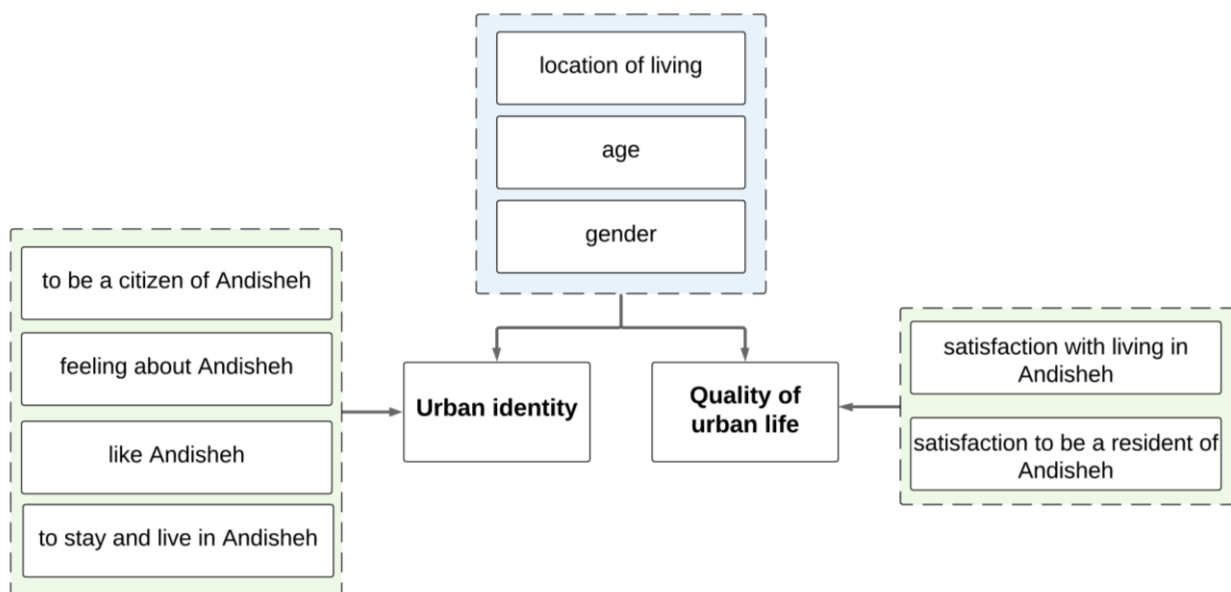 location of living
age
gender
to be a citizen of Andisheh
feeling about Andisheh
like Andisheh
to stay and live in Andisheh
Urban identity
Quality of
urban life
satisfaction with living in
Andisheh
satisfaction to be a resident of
Andisheh